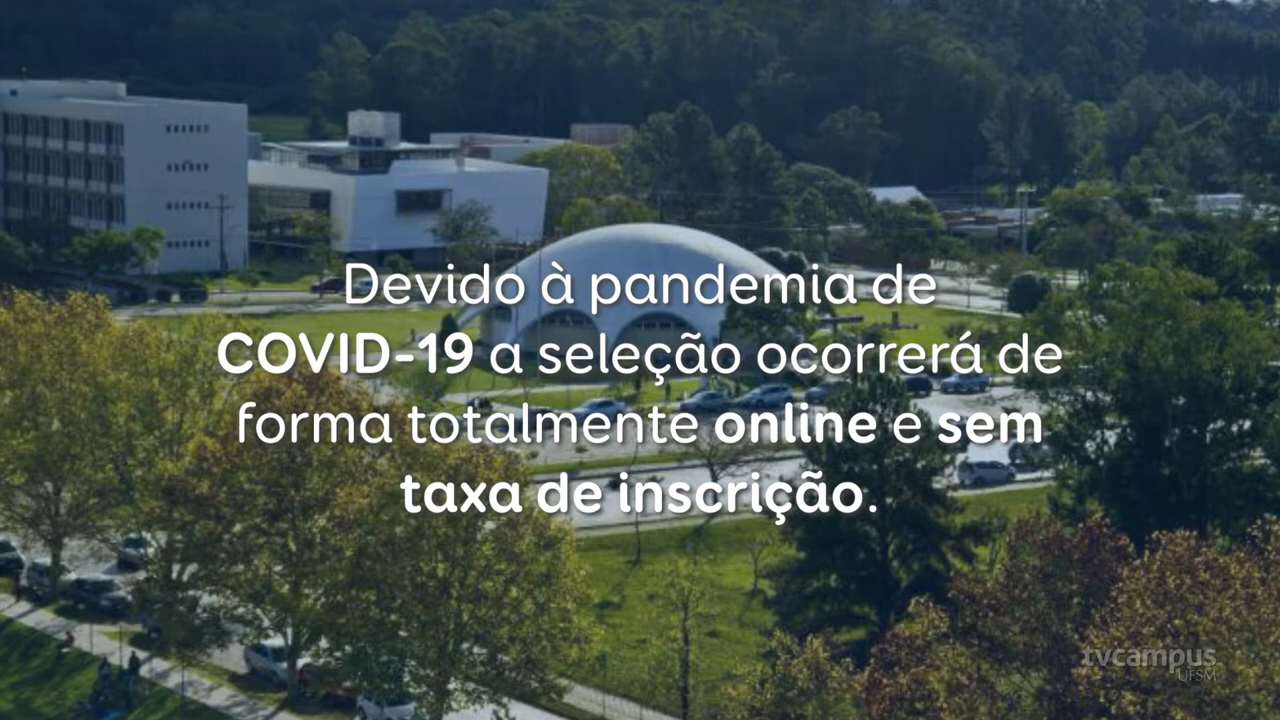 Devido à pandemia de
COVID-19 a seleção ocorrerá de
forma totalmente online e sem
taxa de inscrição.
tvcampus
UFSM